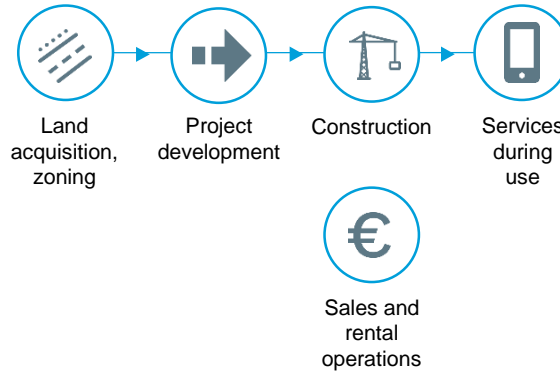 Land
acquisition,
zoning
Project
development
Construction
Services
during
use
€
Sales and
rental
operations